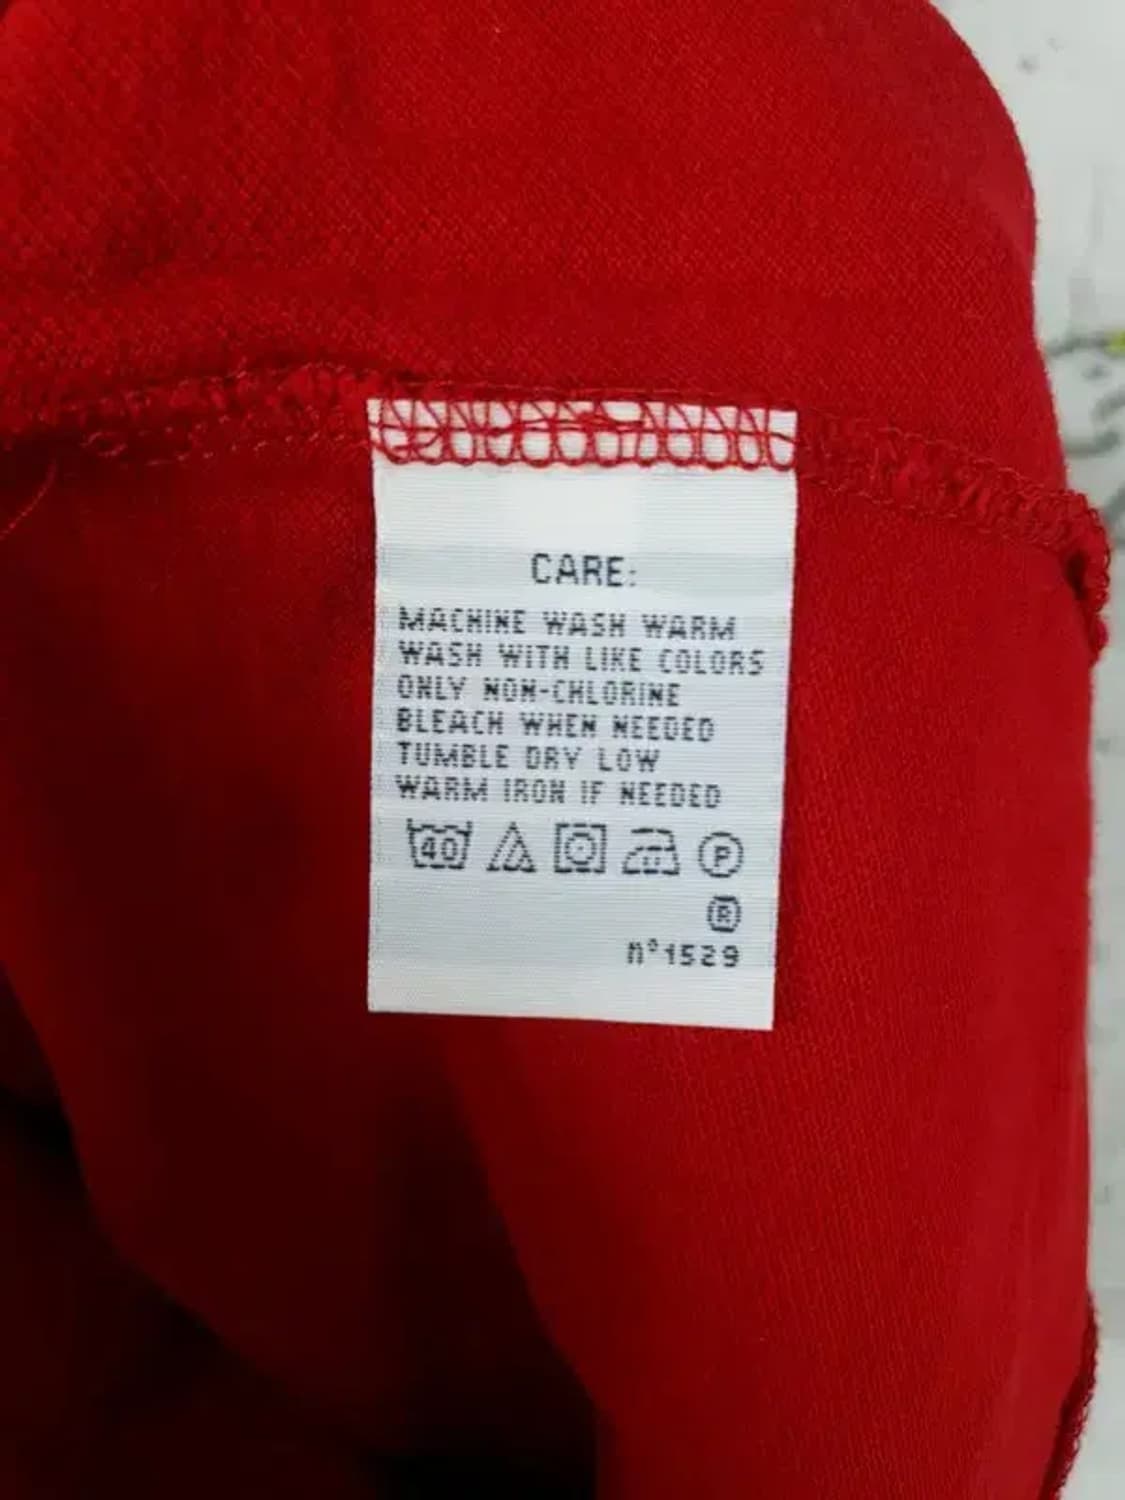 CARE:
MACHINE WASH WARM
WASH WITH LIKE COLORS
ONLY NON-CHLORINE
BLEACH WHEN NEEDED
TUMBLE DRY LOW
WARM IRON IF NEEDED
40 P
®
n°1529